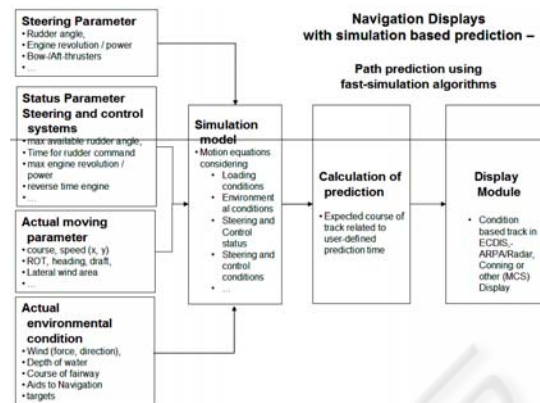 Navigation Displays
with simulation based prediction –
Path prediction using
fast-simulation algorithms
Steering Parameter
• Rudder angle,
• Engine revolution / power
• Bow-/Aft-thrusters
• ...
Status Parameter
Steering and control
systems
• max available rudder angle,
• Time for rudder command
• max engine revolution /
power
• reverse time engine
• ...
Actual moving
parameter
• course, speed (x, y)
• ROT, heading, draft,
• Lateral wind area
• ...
Actual
environmental
condition
• Wind (force, direction),
• Depth of water
• Course of fairway
• Aids to Navigation
• targets
Simulation
model
• Motion equations
considering
• Loading
conditions
• Environment
al conditions
• Steering and
Control
status
• Steering and
control
conditions
• ...
Calculation of
prediction
• Expected course of
track related to
user-defined
prediction time
Display
Module
• Condition
based track in
ECDIS,-
ARPA/Radar,
Conning or
other (MCS)
Display